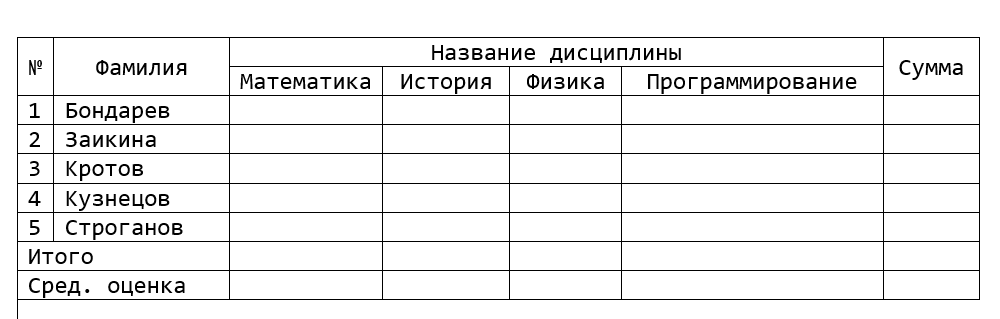 № Фамилия Название дисциплины Сумма
Математика История Физика Программирование
1 Бондарев
2 Заикина
3 Кротов
4 Кузнецов
5 Строганов
Итого
Сред. оценка